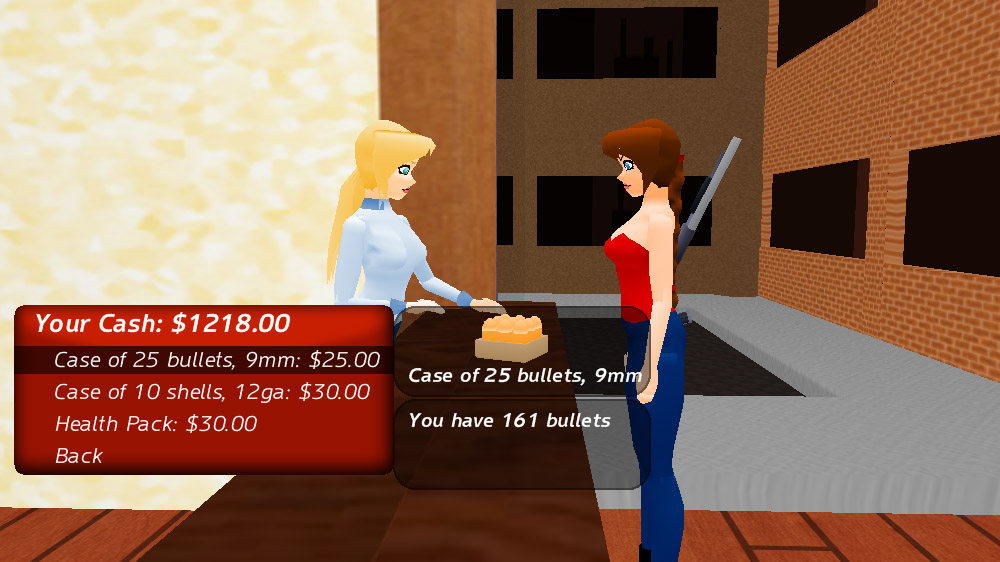 Your Cash: $1218.00
Case of 25 bullets, 9mm: $25.00
Case of 10 shells, 12ga: $30.00
Health Pack: $30.00
Back
Case of 25 bullets, 9mm
You have 161 bullets